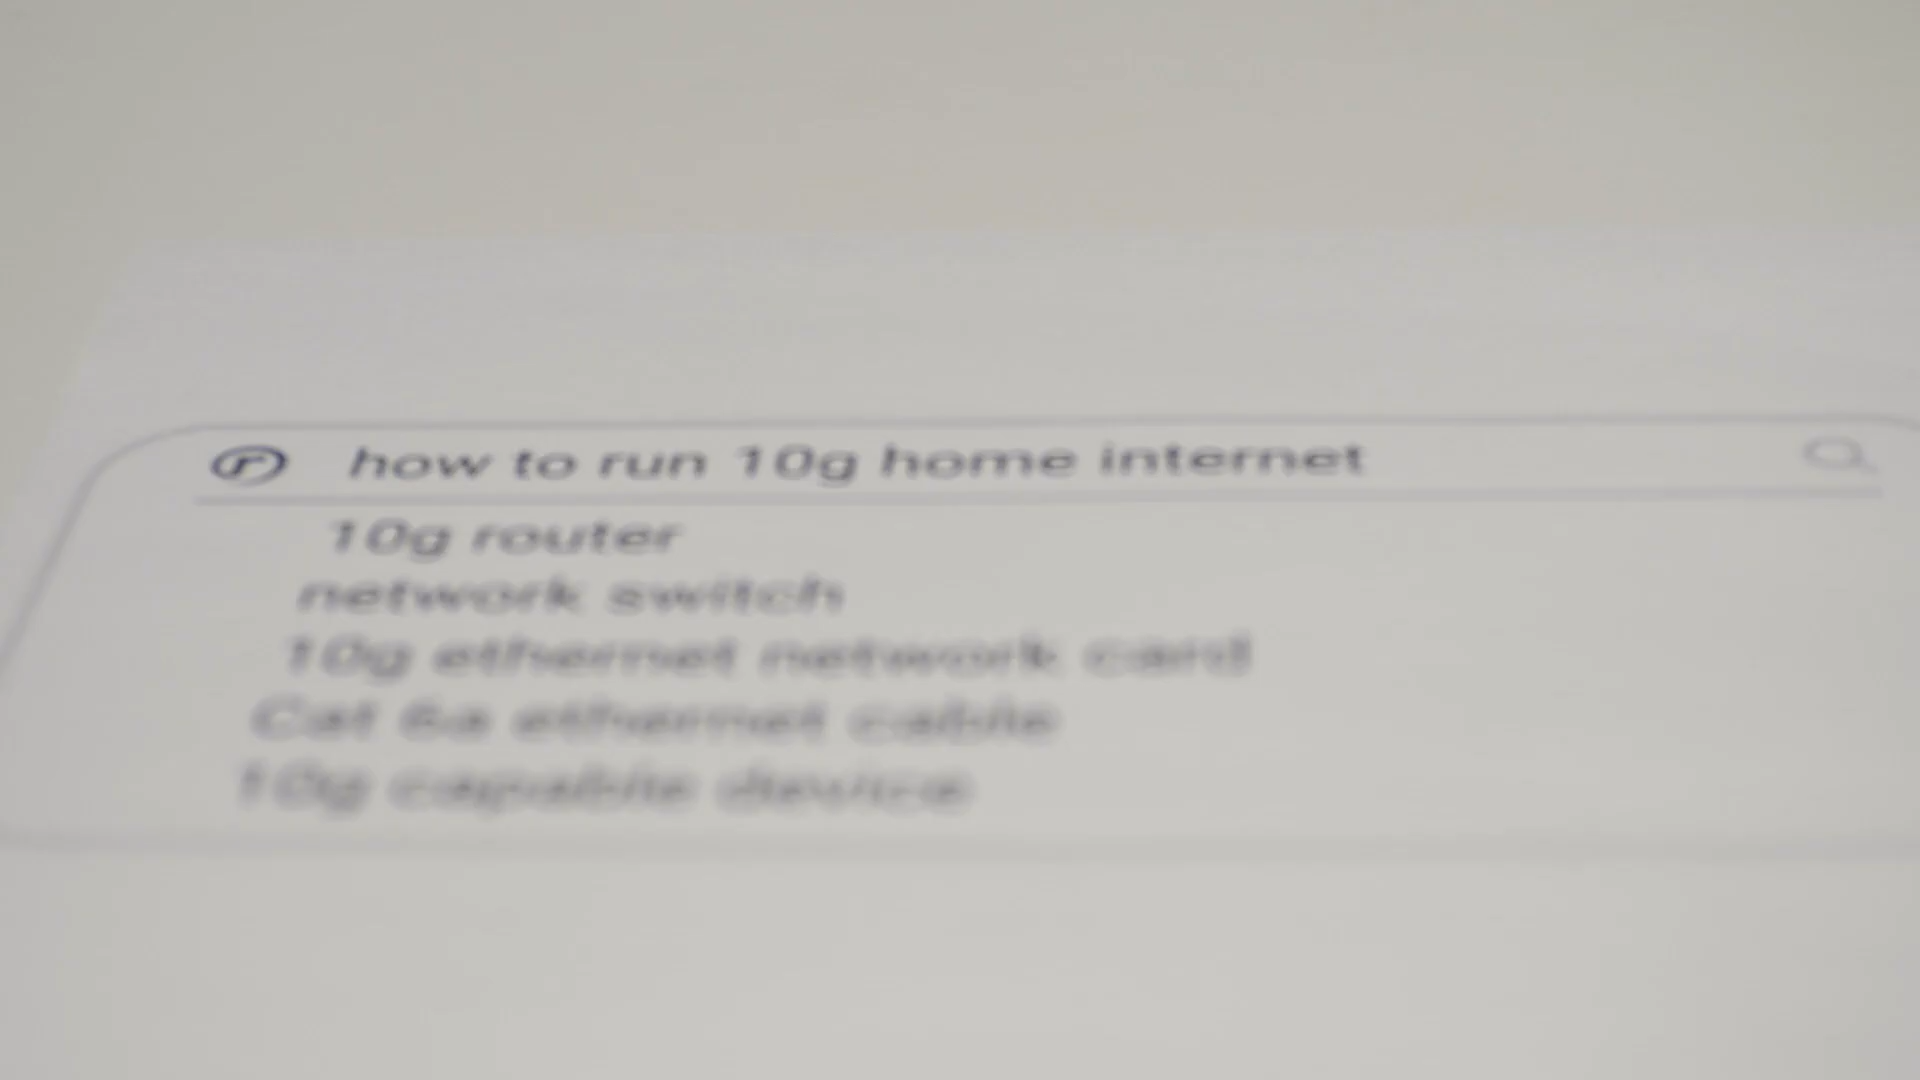 how to run 10g home internet
10g router
network switch
10g ethernet network card
Cat 6a ethernet cable
10g capable device